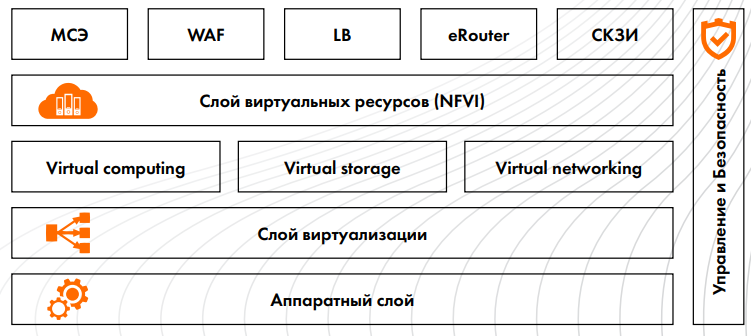 МСЭ
WAF
LB
eRouter
СКЗИ
Слой виртуальных ресурсов (NFVI)
Virtual computing
Virtual storage
Virtual networking
Слой виртуализации
Аппаратный слой
Управление и Безопасность